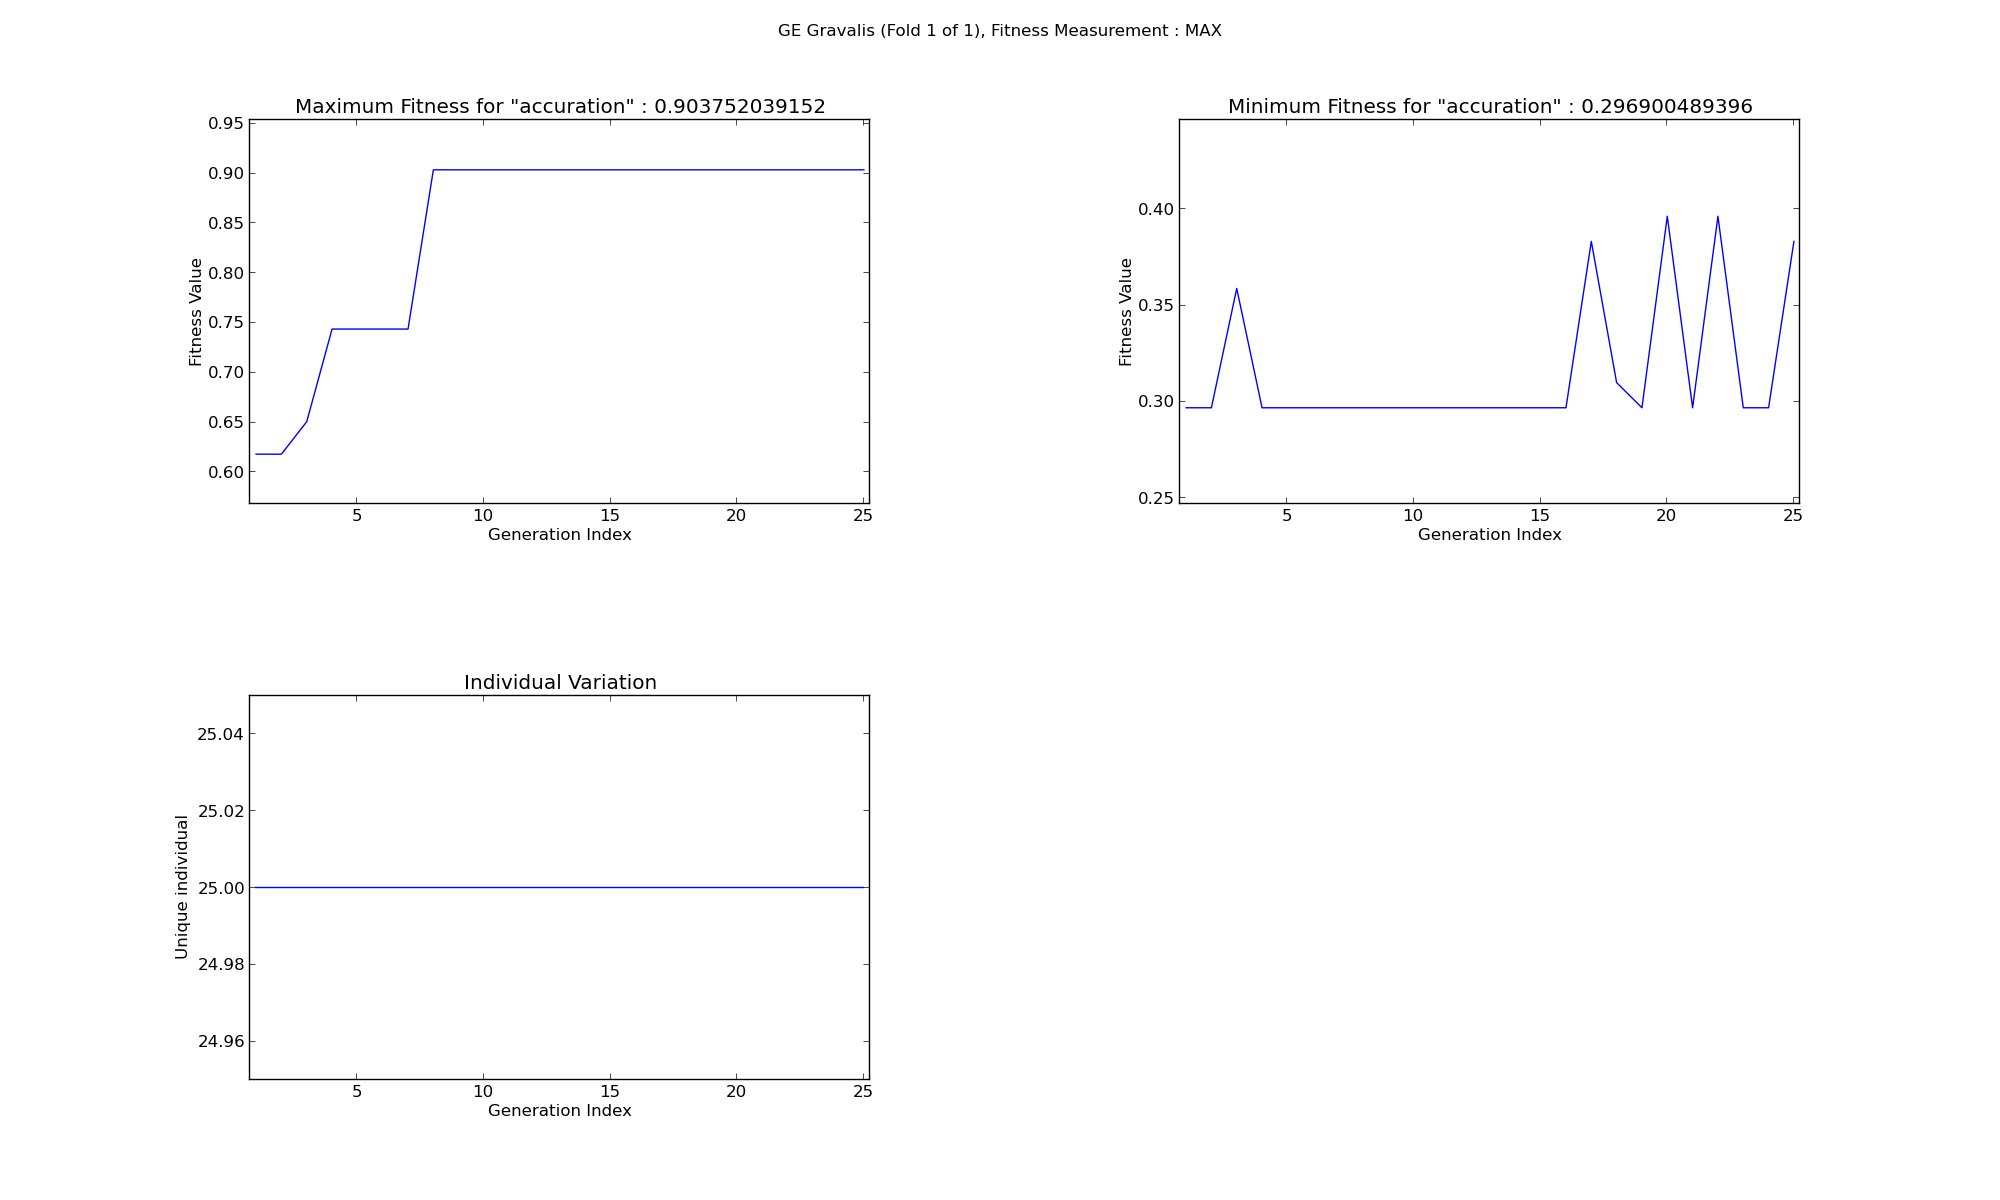 GE Gravalis (Fold 1 of 1), Fitness Measurement : MAX
Maximum Fitness for "accuration" : 0.903752039152
0.95
0.90
0.85
0.80
0.75
0.70
0.65
0.60
Fitness Value
5 10 15 20 25
Generation Index
Minimum Fitness for "accuration" : 0.296900489396
0.40
0.35
0.30
0.25
Fitness Value
5 10 15 20 25
Generation Index
Individual Variation
25.04
25.02
25.00
24.98
24.96
Unique individual
5 10 15 20 25
Generation Index